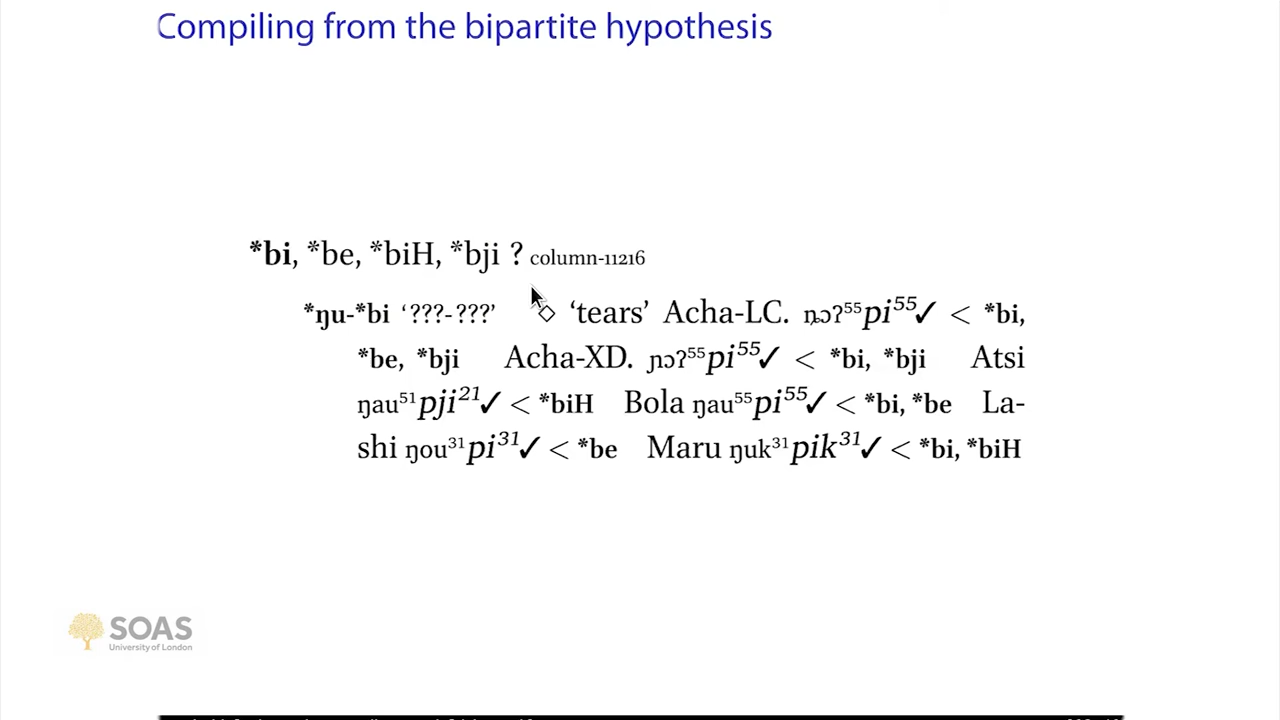 Compiling from the bipartite hypothesis
*bi, *be, *biH, *bji ? column-11216
*ŋu-*bi ‘???-???’ ◇ ‘tears’ Acha-LC. ȵɔʔ⁵⁵pi⁵⁵✓ < *bi,
*be, *bji Acha-XD. ɲɔʔ⁵⁵pi⁵⁵✓ < *bi, *bji Atsi
ŋau⁵¹pji²¹✓ < *biH Bola ŋau⁵⁵pi⁵⁵✓ < *bi, *be La-
shi ŋou³¹pi³¹✓ < *be Maru ŋuk³¹pik³¹✓ < *bi, *biH
SOAS
University of London